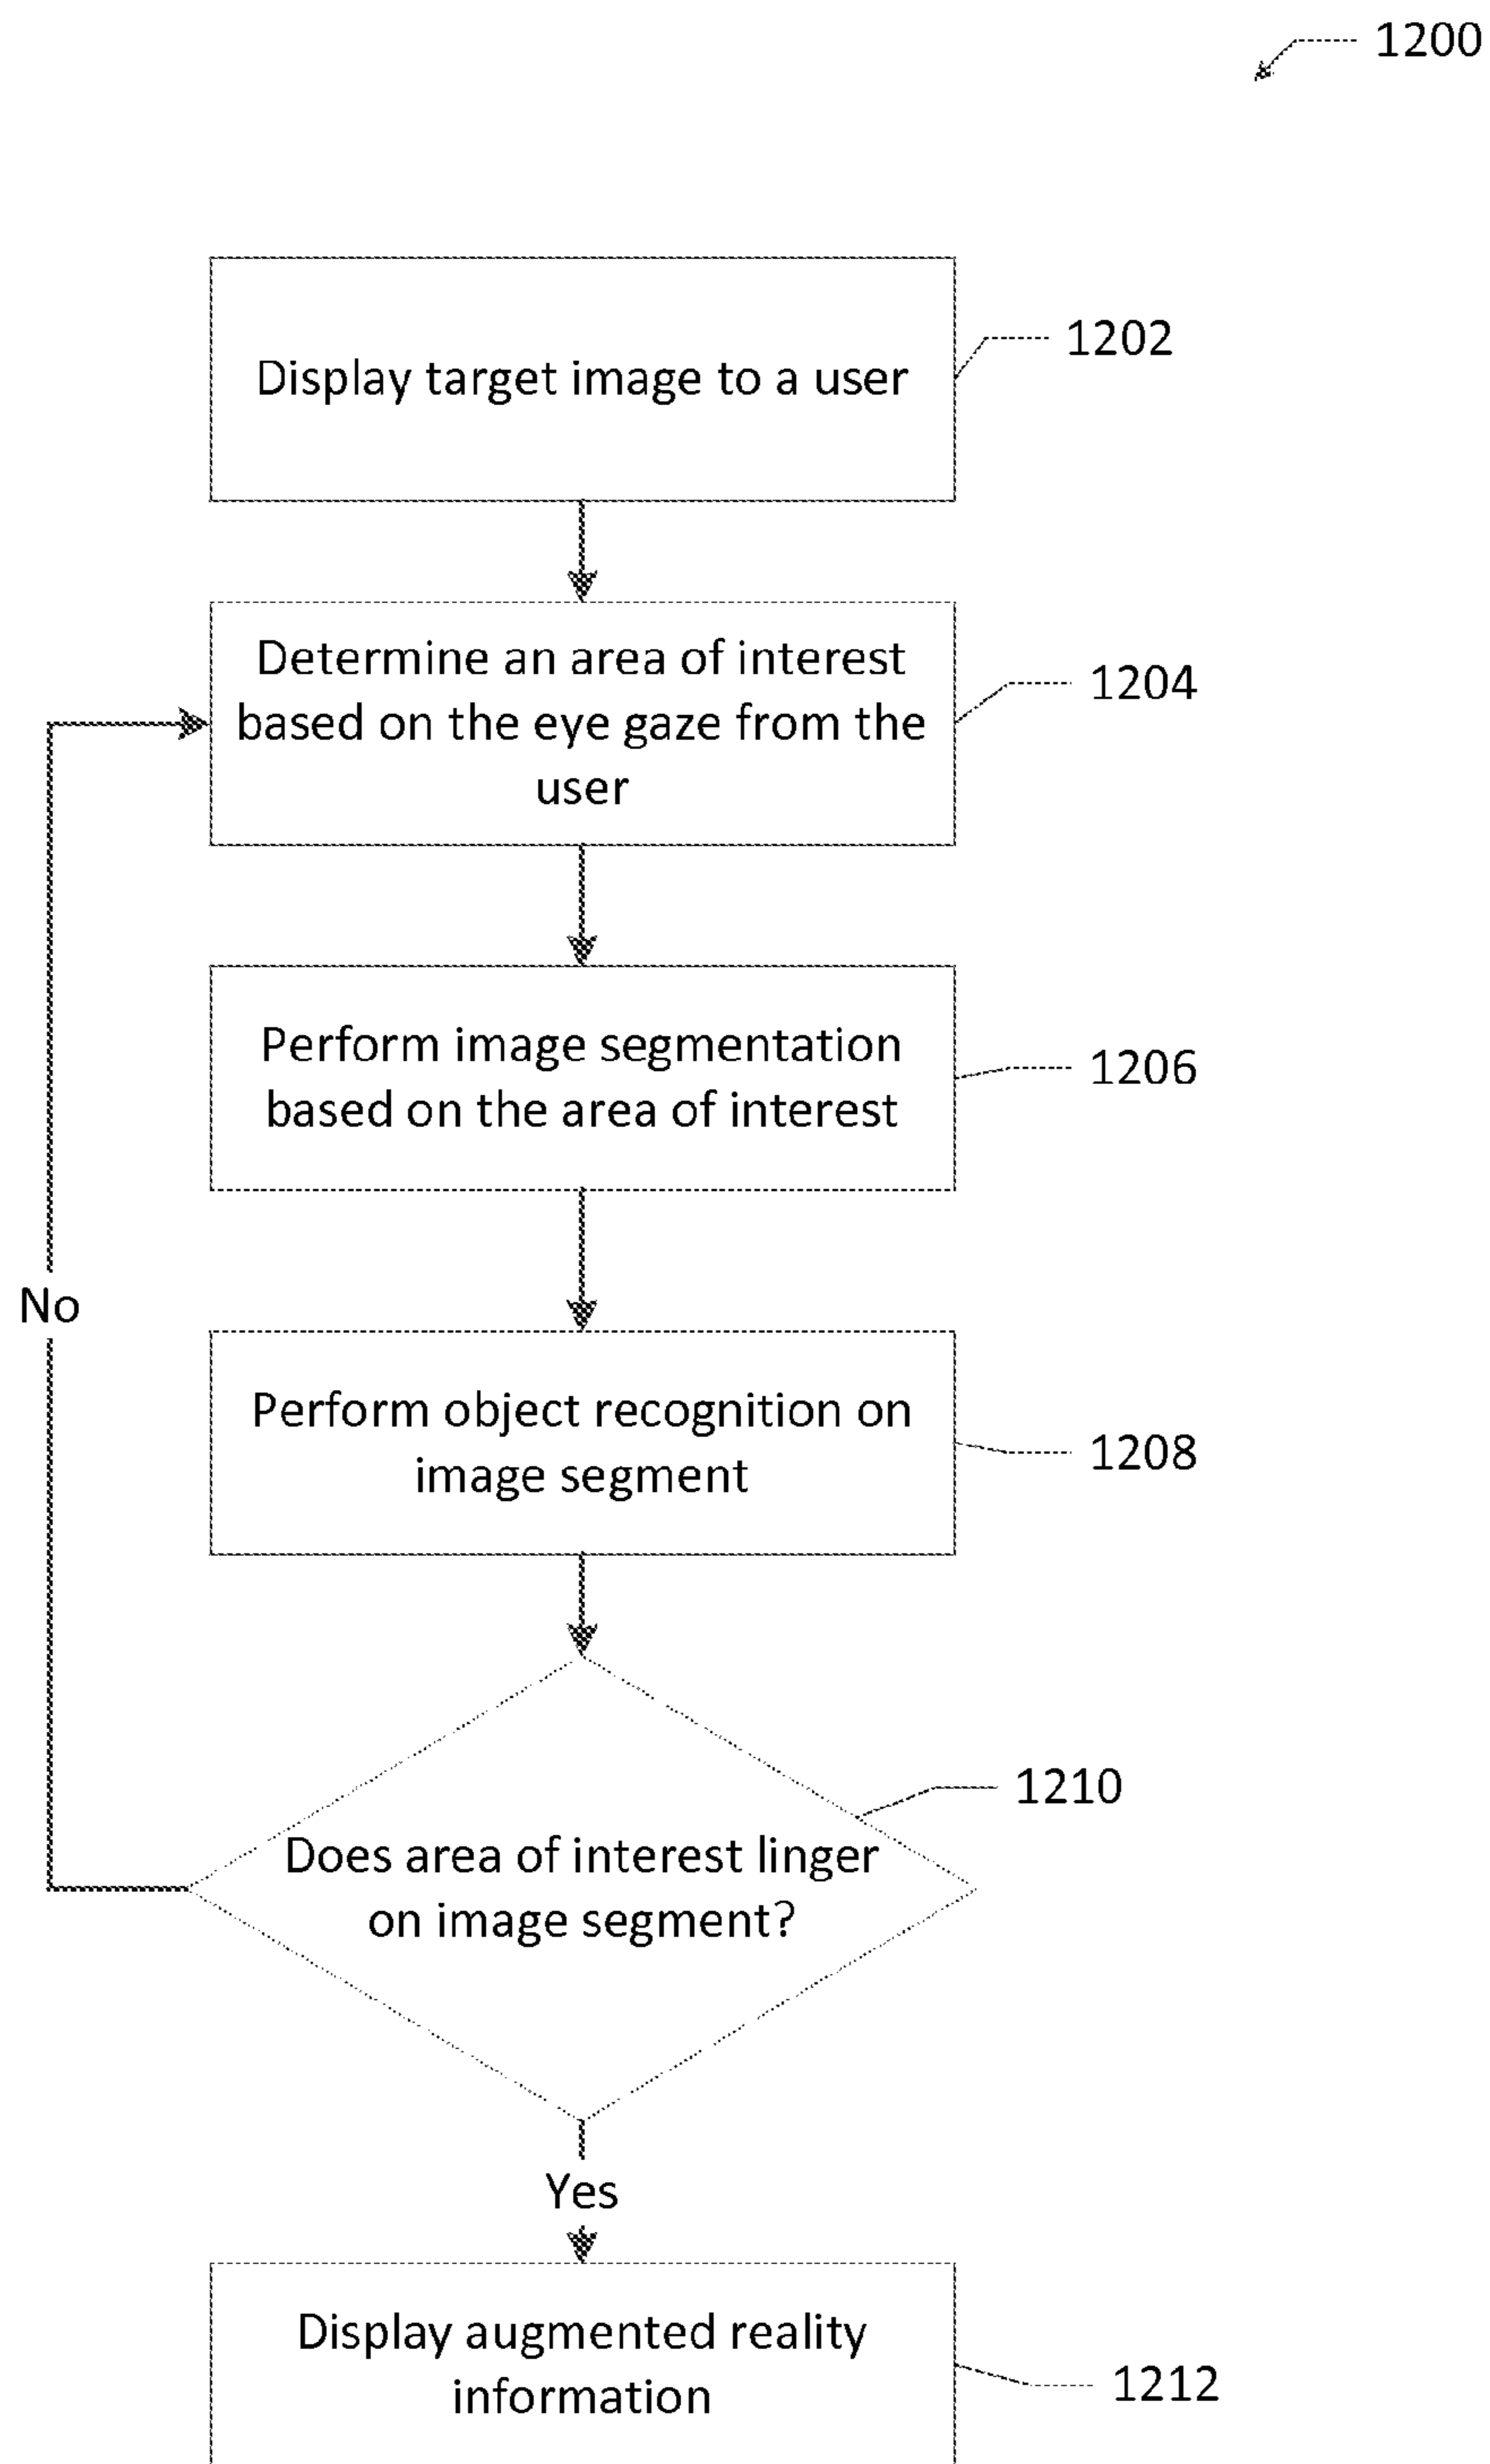 1200
Display target image to a user
1202
Determine an area of interest
based on the eye gaze from the
user
1204
Perform image segmentation
based on the area of interest
1206
No
Perform object recognition on
image segment
1208
Does area of interest linger
on image segment?
1210
Yes
Display augmented reality
information
1212